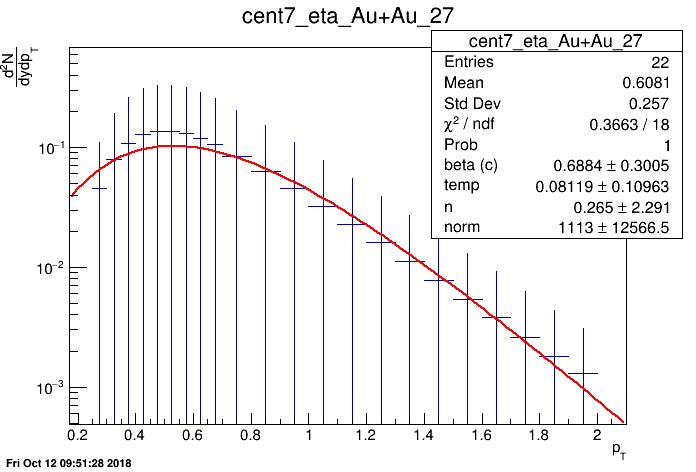 cent7_eta_Au+Au_27
d²N
dydp_T
cent7_eta_Au+Au_27
Entries 22
Mean 0.6081
Std Dev 0.257
χ² / ndf 0.3663 / 18
Prob 1
beta (c) 0.6884 ± 0.3005
temp 0.08119 ± 0.10963
n 0.265 ± 2.291
norm 1113 ± 12566.5
10⁻¹
10⁻²
10⁻³
0.2 0.4 0.6 0.8 1 1.2 1.4 1.6 1.8 2
p_T
Fri Oct 12 09:51:28 2018